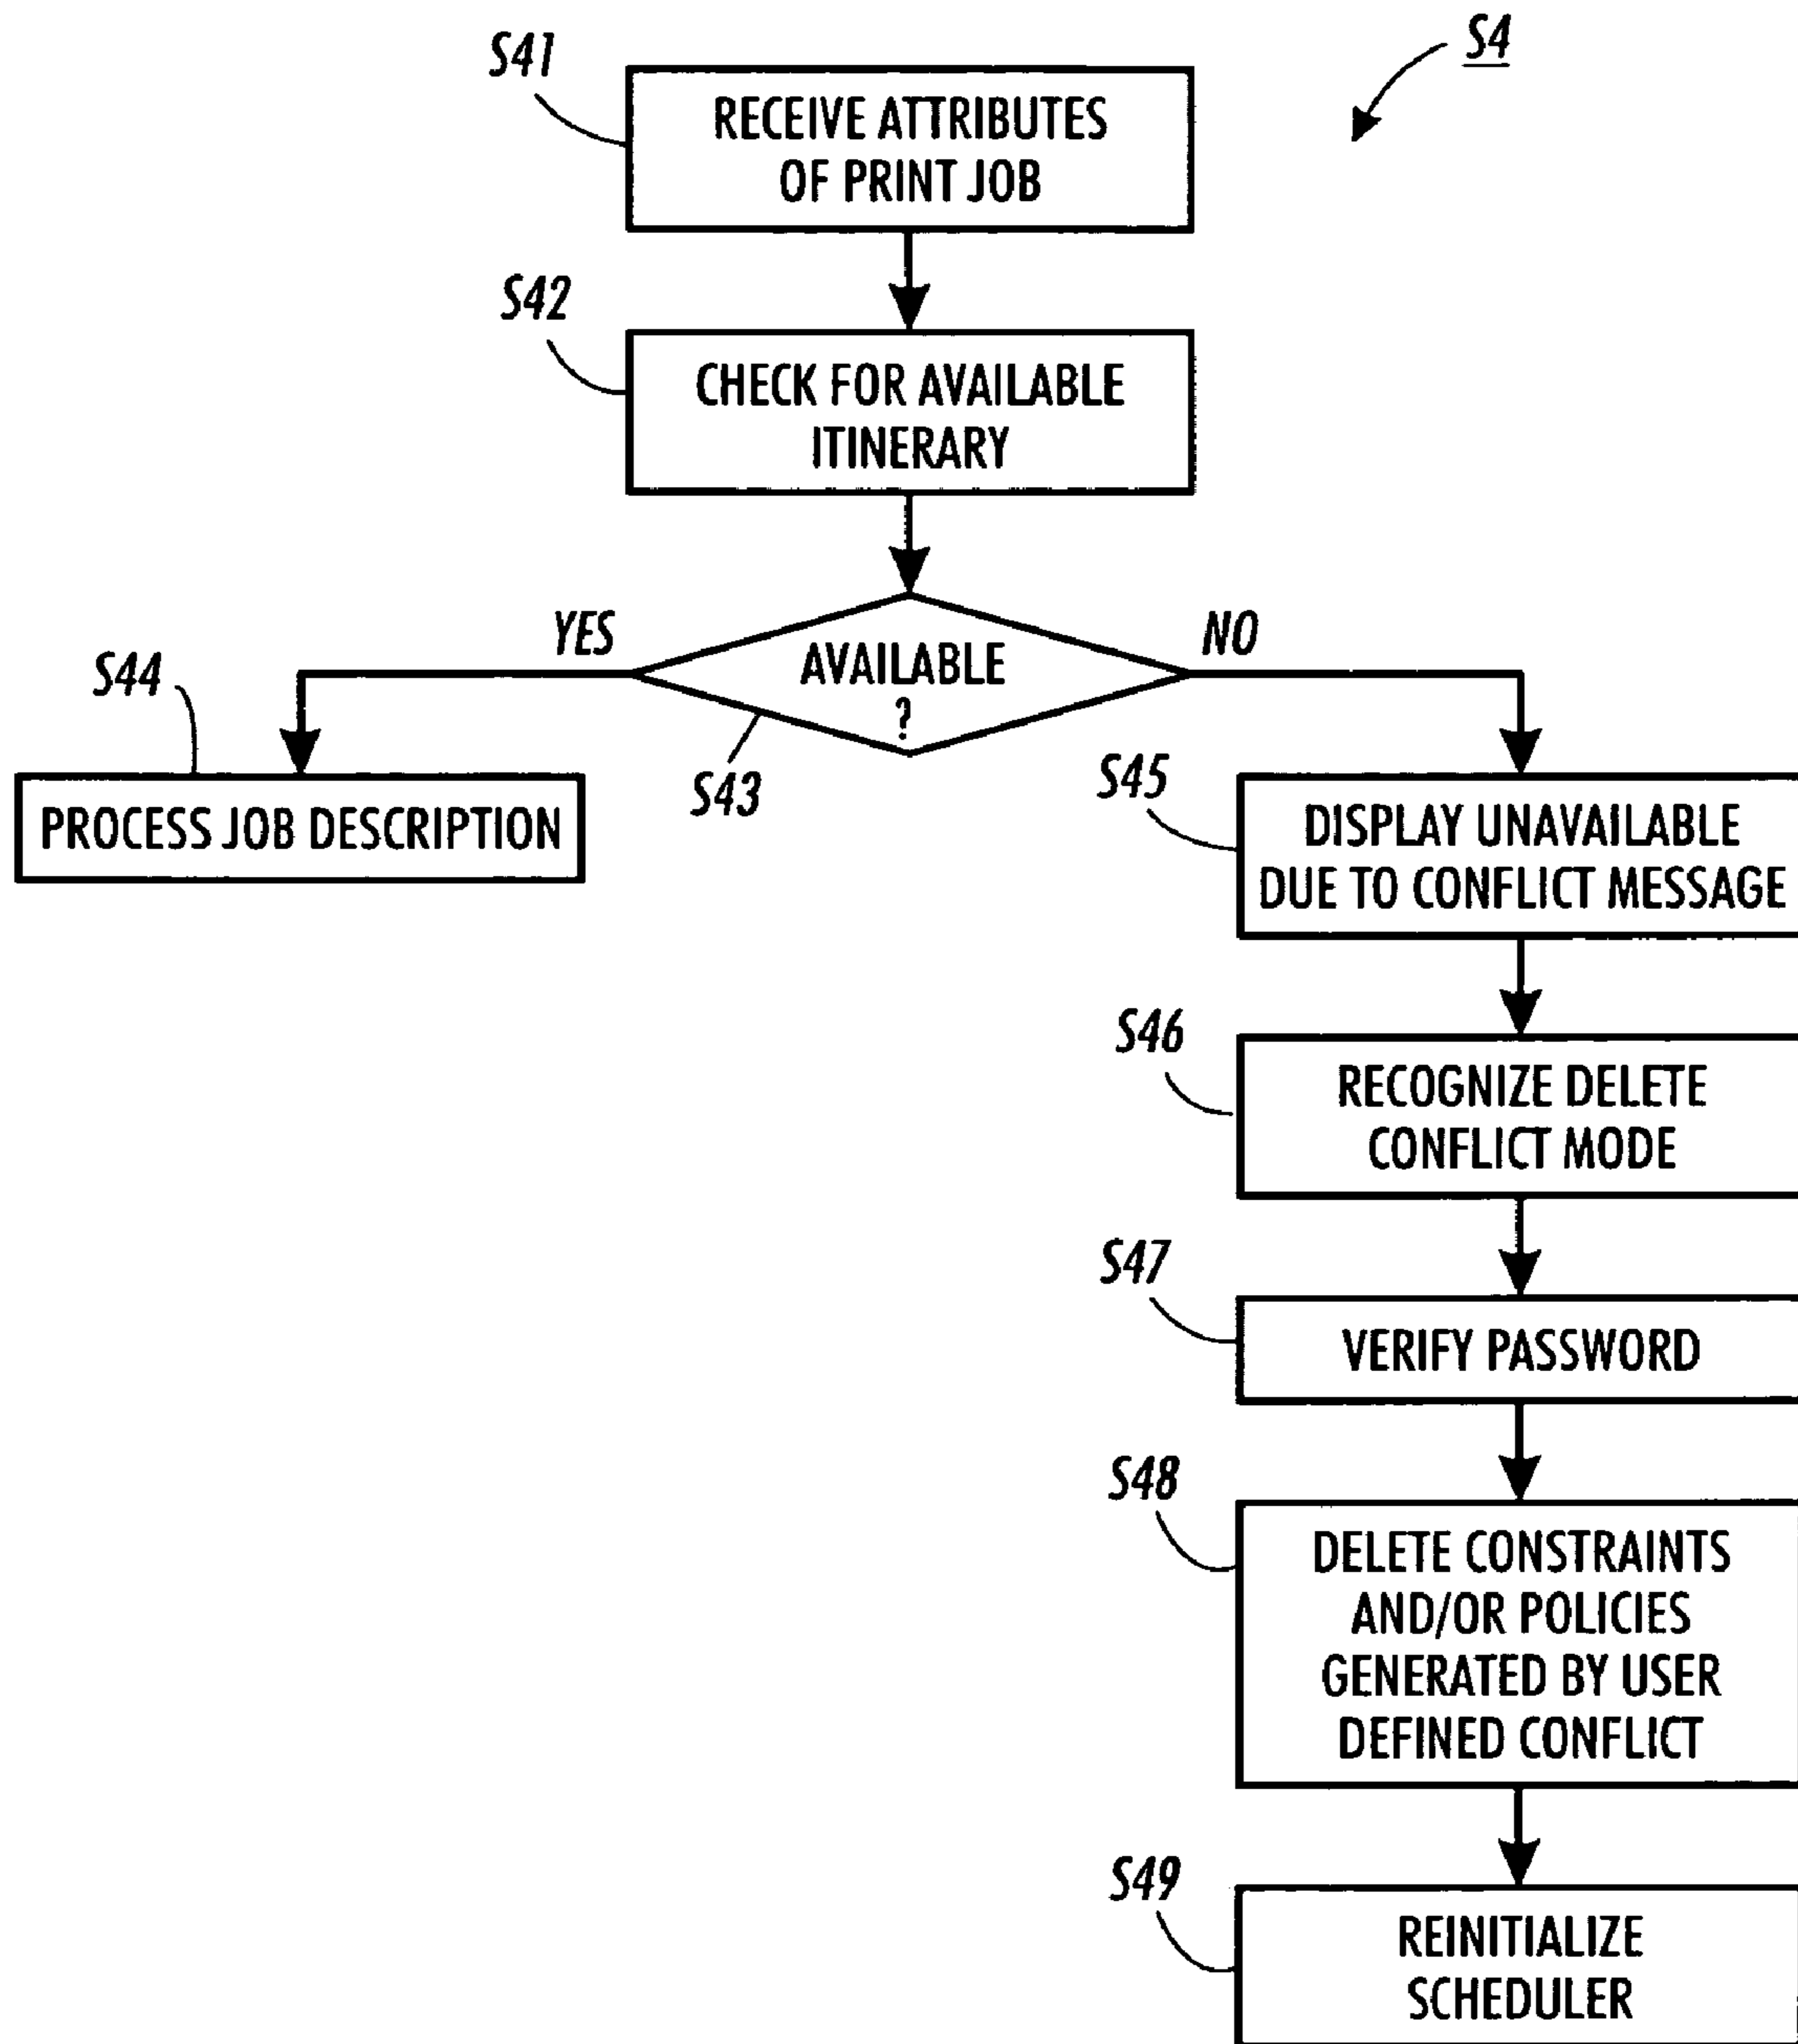 S4
S41
RECEIVE ATTRIBUTES
OF PRINT JOB
S42
CHECK FOR AVAILABLE
ITINERARY
YES
AVAILABLE
?
NO
S43
S44
PROCESS JOB DESCRIPTION
S45
DISPLAY UNAVAILABLE
DUE TO CONFLICT MESSAGE
S46
RECOGNIZE DELETE
CONFLICT MODE
S47
VERIFY PASSWORD
S48
DELETE CONSTRAINTS
AND/OR POLICIES
GENERATED BY USER
DEFINED CONFLICT
S49
REINITIALIZE
SCHEDULER